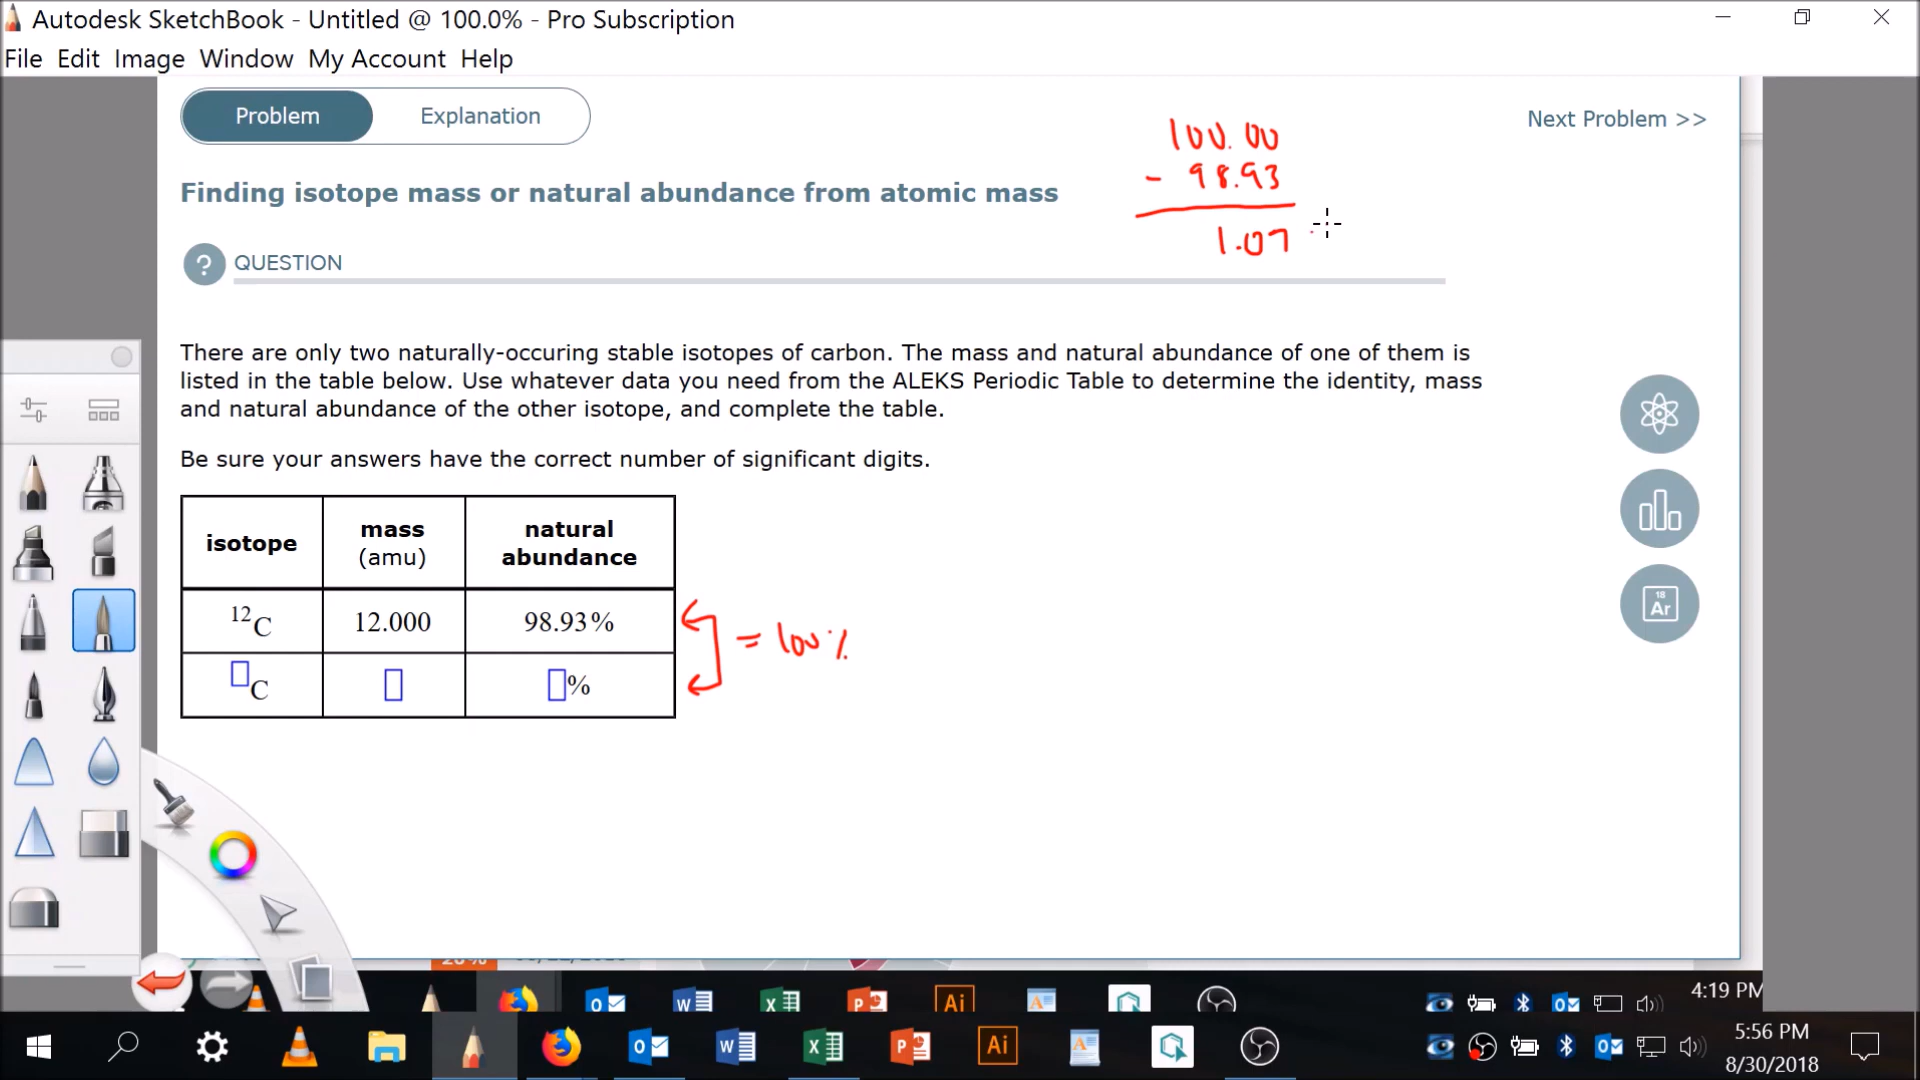 Autodesk SketchBook - Untitled @ 100.0% - Pro Subscription
File Edit Image Window My Account Help
Problem
Explanation
Next Problem >>
100.00
- 98.93
1.07
Finding isotope mass or natural abundance from atomic mass
?
QUESTION
There are only two naturally-occuring stable isotopes of carbon. The mass and natural abundance of one of them is
listed in the table below. Use whatever data you need from the ALEKS Periodic Table to determine the identity, mass
and natural abundance of the other isotope, and complete the table.
Be sure your answers have the correct number of significant digits.
isotope
mass
(amu)
natural
abundance
12C
12.000
98.93%
C
%
= 100%
18
Ar
4:19 PM
5:56 PM
8/30/2018
Ai
Ai